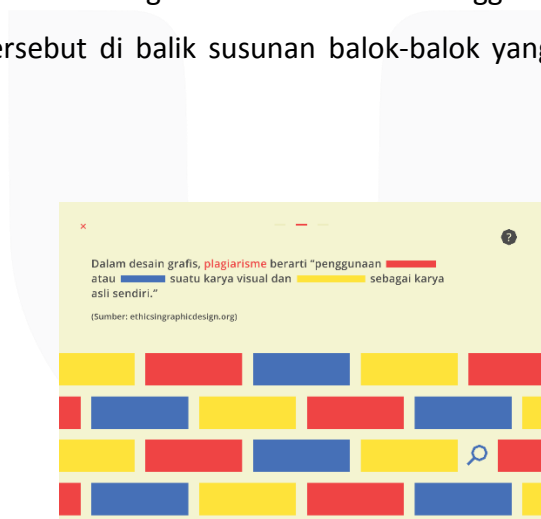 ersebut di balik susunan balok-balok yang
×
?
Dalam desain grafis, plagiarisme berarti “penggunaan
atau suatu karya visual dan sebagai karya
asli sendiri.”
(Sumber: ethicsingraphicdesign.org)